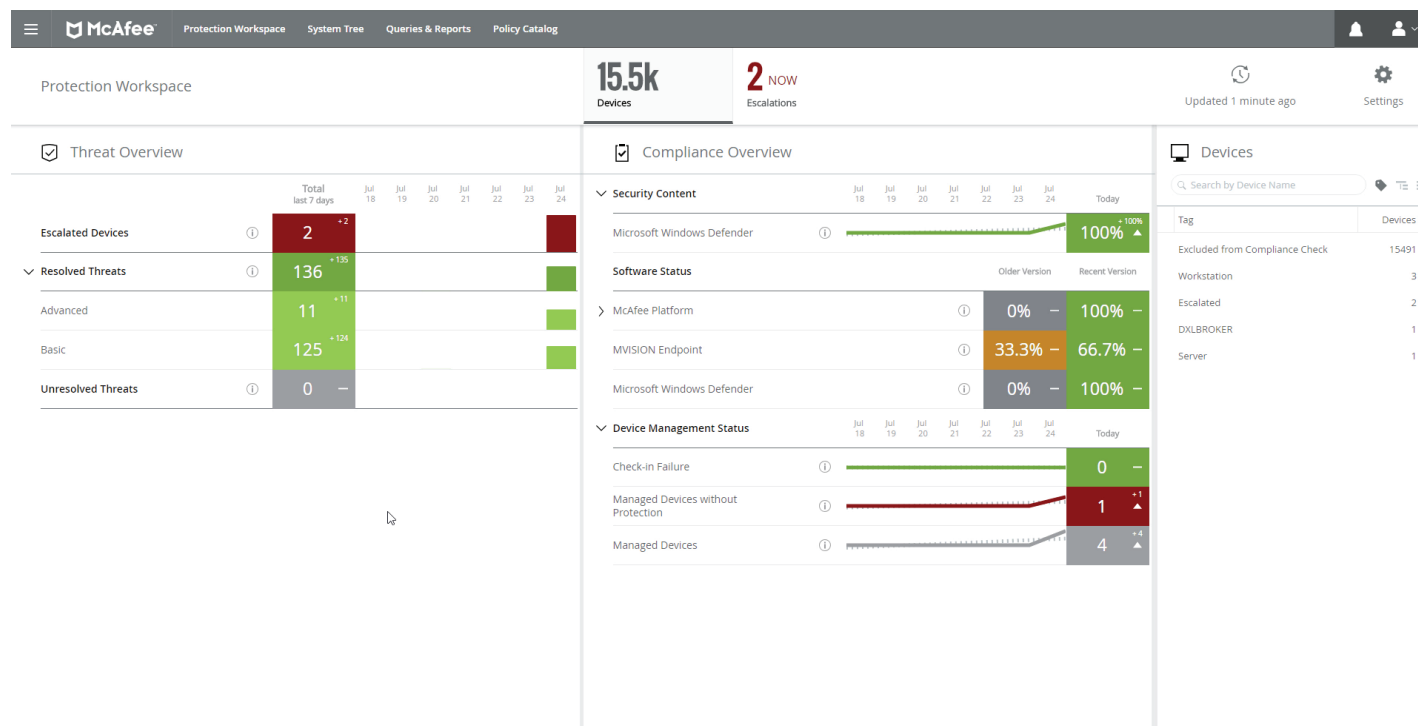 McAfee Protection Workspace System Tree Queries & Reports Policy Catalog
Protection Workspace
15.5k
Devices
2 NOW
Escalations
Updated 1 minute ago
Settings
Threat Overview
Total
last 7 days
Jul 18 Jul 19 Jul 20 Jul 21 Jul 22 Jul 23 Jul 24
Escalated Devices 2 +2
Resolved Threats 136 +135
Advanced 11 +11
Basic 125 +124
Unresolved Threats 0 –
Compliance Overview
Security Content Jul 18 Jul 19 Jul 20 Jul 21 Jul 22 Jul 23 Jul 24 Today
Microsoft Windows Defender 100% +100%
Software Status Older Version Recent Version
McAfee Platform 0% – 100% –
MVISION Endpoint 33.3% – 66.7% –
Microsoft Windows Defender 0% – 100% –
Device Management Status Jul 18 Jul 19 Jul 20 Jul 21 Jul 22 Jul 23 Jul 24 Today
Check-in Failure 0 –
Managed Devices without
Protection 1 +1
Managed Devices 4 +4
Devices
Search by Device Name
Tag Devices
Excluded from Compliance Check 15491
Workstation 3
Escalated 2
DXLBROKER 1
Server 1